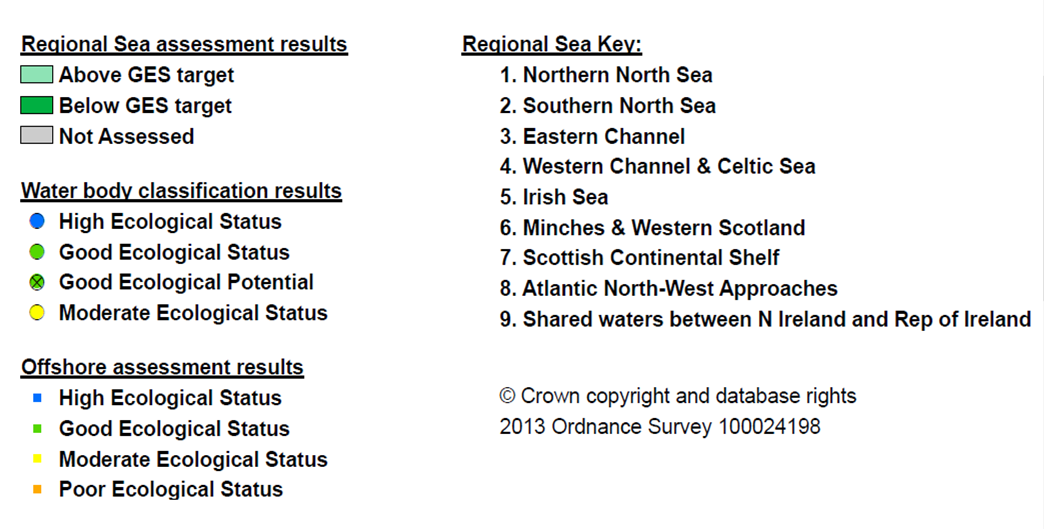 Regional Sea assessment results
Above GES target
Below GES target
Not Assessed
Water body classification results
High Ecological Status
Good Ecological Status
Good Ecological Potential
Moderate Ecological Status
Offshore assessment results
High Ecological Status
Good Ecological Status
Moderate Ecological Status
Poor Ecological Status
Regional Sea Key:
1. Northern North Sea
2. Southern North Sea
3. Eastern Channel
4. Western Channel & Celtic Sea
5. Irish Sea
6. Minches & Western Scotland
7. Scottish Continental Shelf
8. Atlantic North-West Approaches
9. Shared waters between N Ireland and Rep of Ireland
© Crown copyright and database rights
2013 Ordnance Survey 100024198